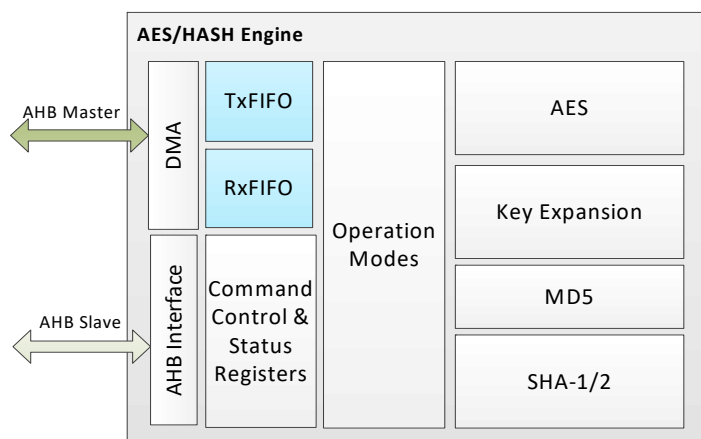 AES/HASH Engine
AHB Master
DMA
TxFIFO
RxFIFO
AHB Slave
AHB Interface
Command
Control &
Status
Registers
Operation
Modes
AES
Key Expansion
MD5
SHA-1/2